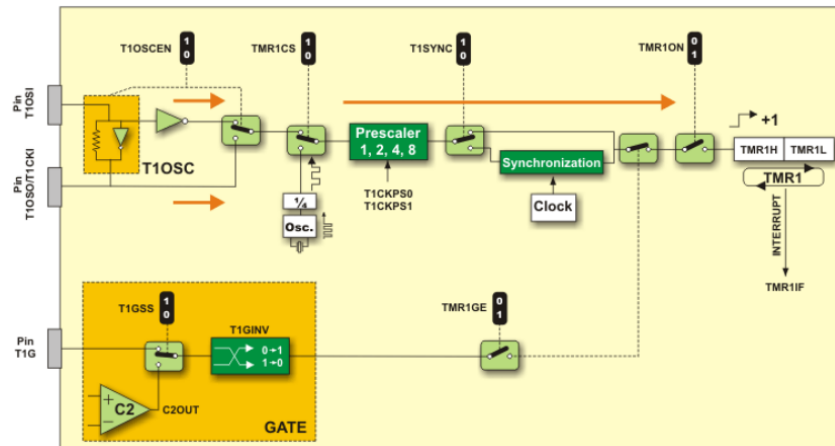 T1OSCEN
1
0
TMR1CS
1
0
T1SYNC
1
0
TMR1ON
0
1
Pin
T1OSI
T1OSC
Pin
T1OSO/T1CKI
Prescaler
1, 2, 4, 8
T1CKPS0
T1CKPS1
¼
Osc.
Synchronization
Clock
+1
TMR1H
TMR1L
TMR1
INTERRUPT
TMR1IF
Pin
T1G
T1GSS
1
0
T1GINV
0→1
1→0
TMR1GE
0
1
+
−
C2
C2OUT
GATE